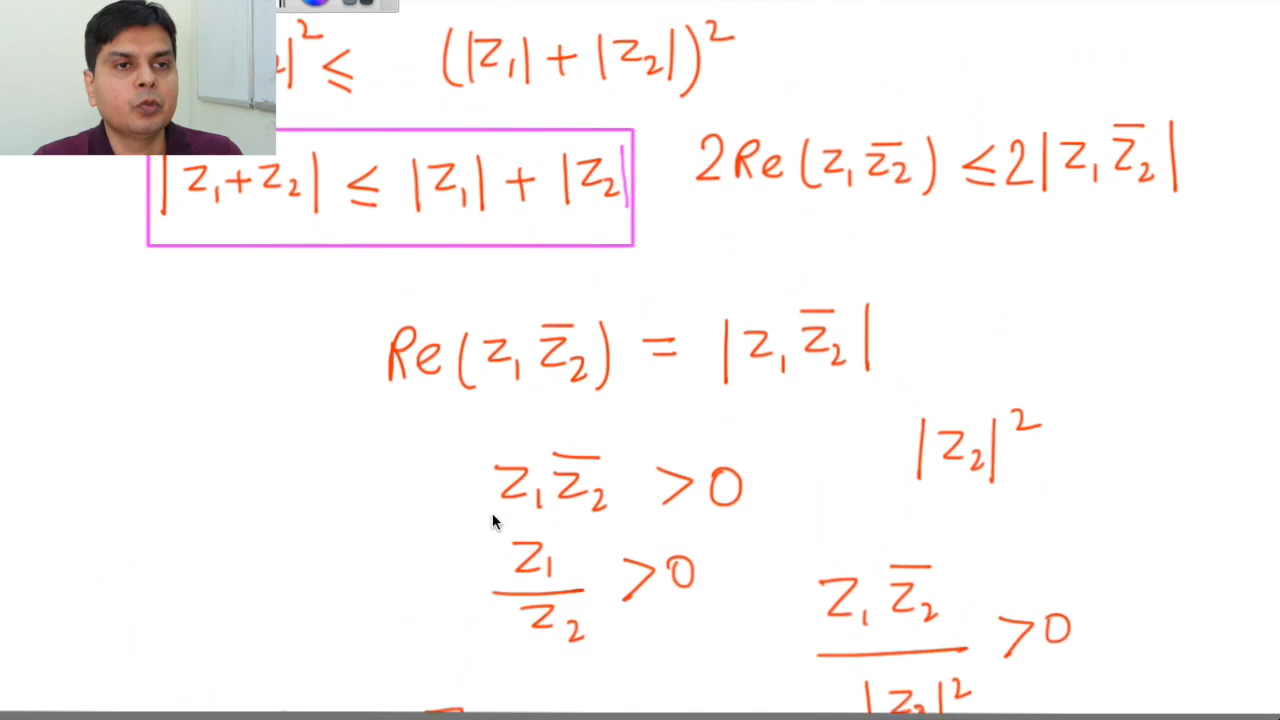 |² ≤ (|z₁| + |z₂|)²
|z₁+z₂| ≤ |z₁| + |z₂|
2Re(z₁z̅₂) ≤ 2|z₁z̅₂|
Re(z₁z̅₂) = |z₁z̅₂|
|z₂|²
z₁z̅₂ > 0
z₁/z₂ > 0
z₁z̅₂/|z₂|² > 0